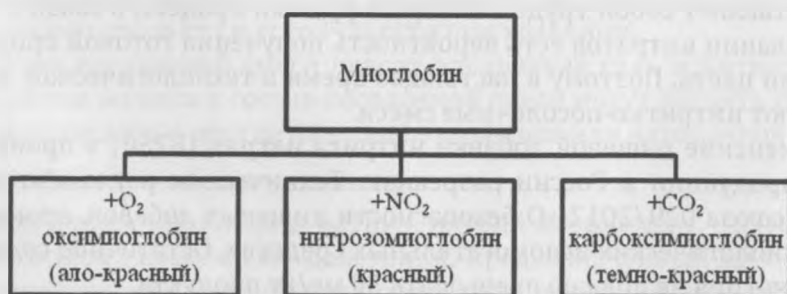 Миоглобин
+O₂
оксимиоглобин
(ало-красный)
+NO₂
нитрозомиоглобин
(красный)
+CO₂
карбоксимиоглобин
(темно-красный)